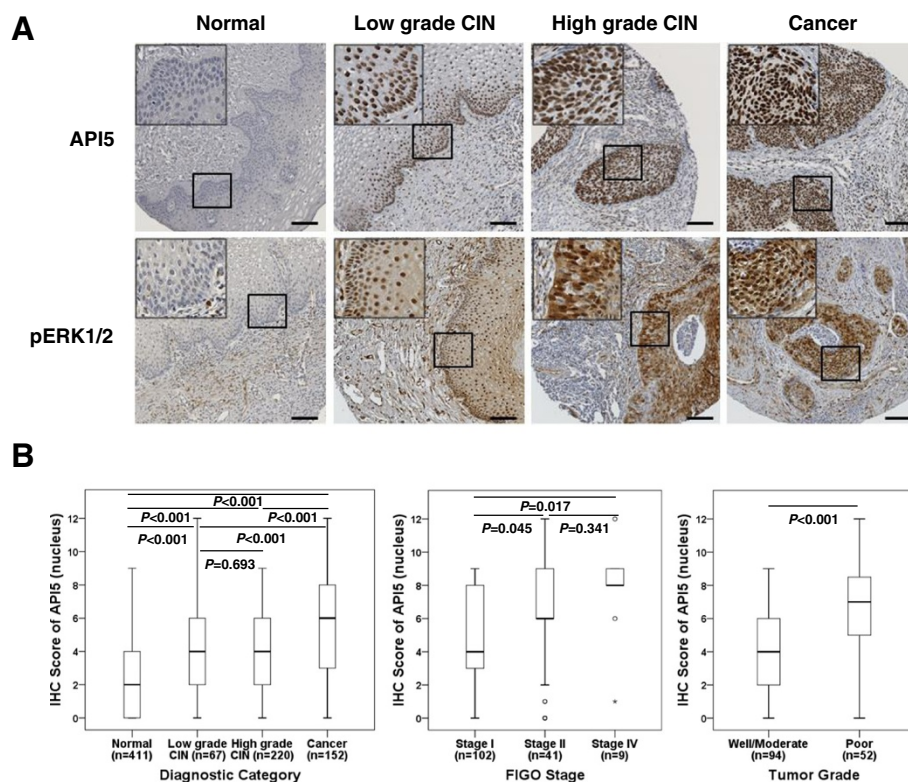 A
Normal
Low grade CIN
High grade CIN
Cancer
API5
pERK1/2
B
IHC Score of API5 (nucleus)
12
10
8
6
4
2
0
P<0.001
P<0.001
P<0.001
P<0.001
P<0.001
P=0.693
Normal
(n=411)
Low grade
CIN (n=67)
High grade
CIN (n=220)
Cancer
(n=152)
Diagnostic Category
IHC Score of API5 (nucleus)
12
10
8
6
4
2
0
P=0.017
P=0.045
P=0.341
Stage I
(n=102)
Stage II
(n=41)
Stage IV
(n=9)
FIGO Stage
IHC Score of API5 (nucleus)
12
10
8
6
4
2
0
P<0.001
Well/Moderate
(n=94)
Poor
(n=52)
Tumor Grade